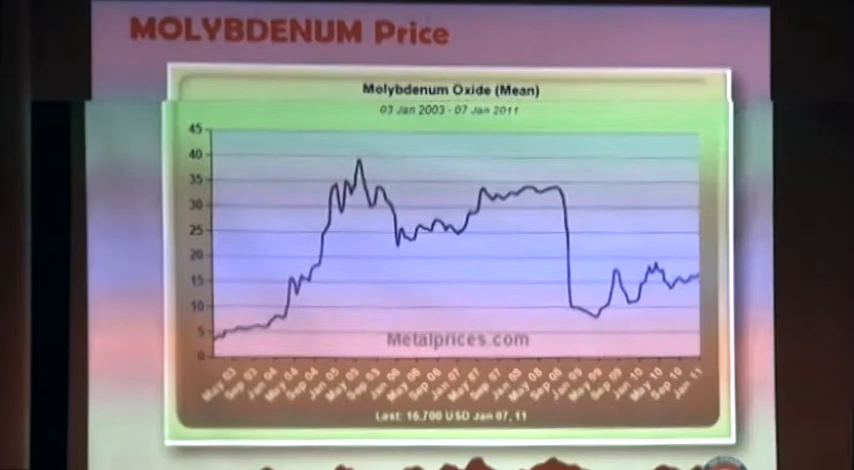 MOLYBDENUM Price
Molybdenum Oxide (Mean)
03 Jan 2003 - 07 Jan 2011
45
40
35
30
25
20
15
10
5
0
Metalprices.com
May 03 Sep 03 Jan 04 May 04 Sep 04 Jan 05 May 05 Sep 05 Jan 06 May 06 Sep 06 Jan 07 May 07 Sep 07 Jan 08 May 08 Sep 08 Jan 09 May 09 Sep 09 Jan 10 May 10 Sep 10 Jan 11
Last: 16.700 USD Jan 07, 11